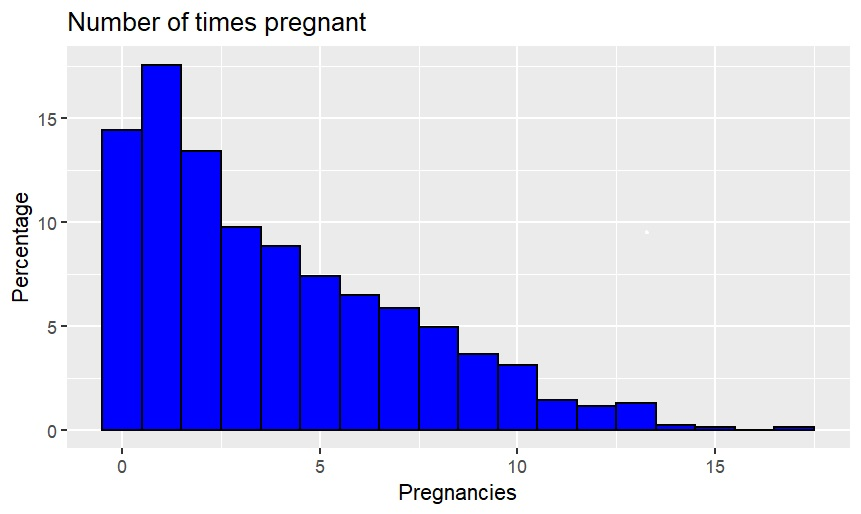 Number of times pregnant
Percentage
15
10
5
0
0 5 10 15
Pregnancies